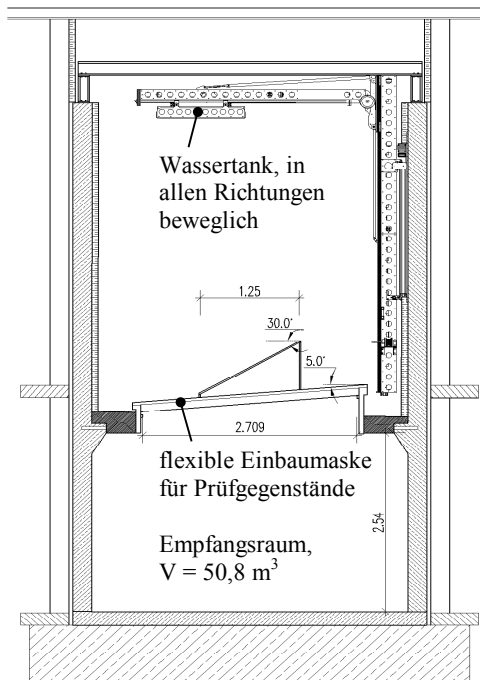 Wassertank, in
allen Richtungen
beweglich
1.25
30.0°
5.0°
2.709
flexible Einbaumaske
für Prüfgegenstände
2.54
Empfangsraum,
V = 50,8 m³